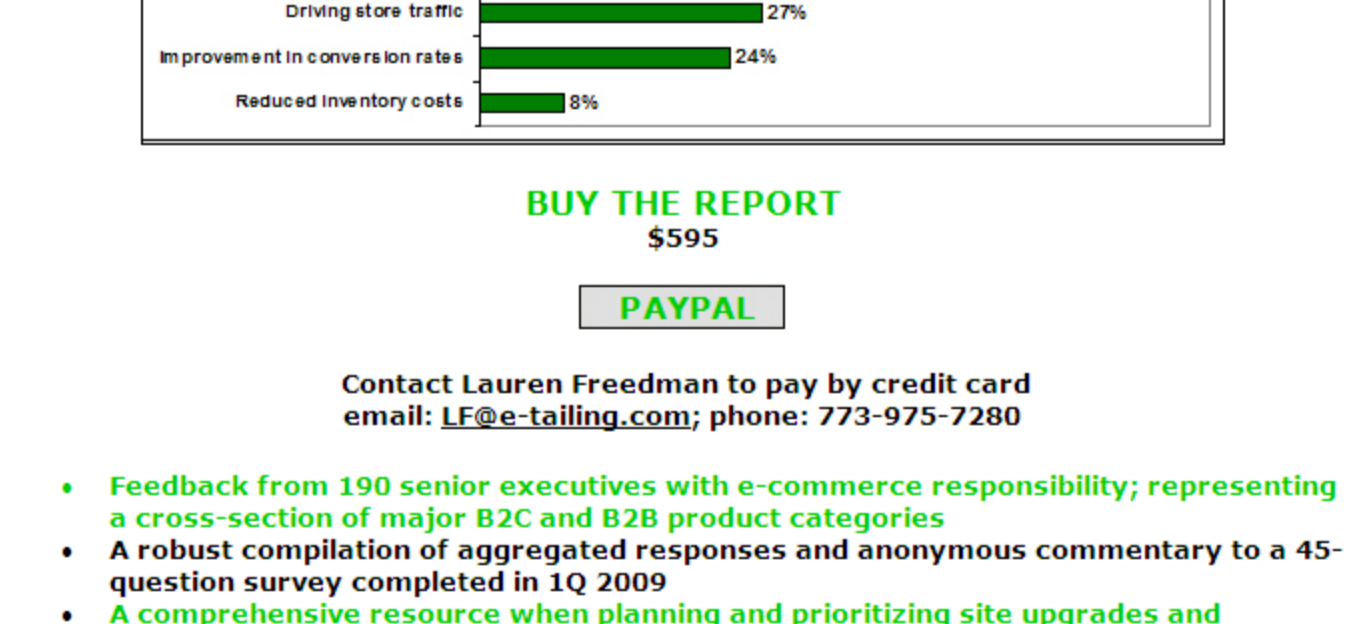 Driving store traffic 27%
Improvement in conversion rates 24%
Reduced inventory costs 8%
BUY THE REPORT
$595
PAYPAL
Contact Lauren Freedman to pay by credit card
email: LF@e-tailing.com; phone: 773-975-7280
• Feedback from 190 senior executives with e-commerce responsibility; representing
a cross-section of major B2C and B2B product categories
• A robust compilation of aggregated responses and anonymous commentary to a 45-
question survey completed in 1Q 2009
• A comprehensive resource when planning and prioritizing site upgrades and